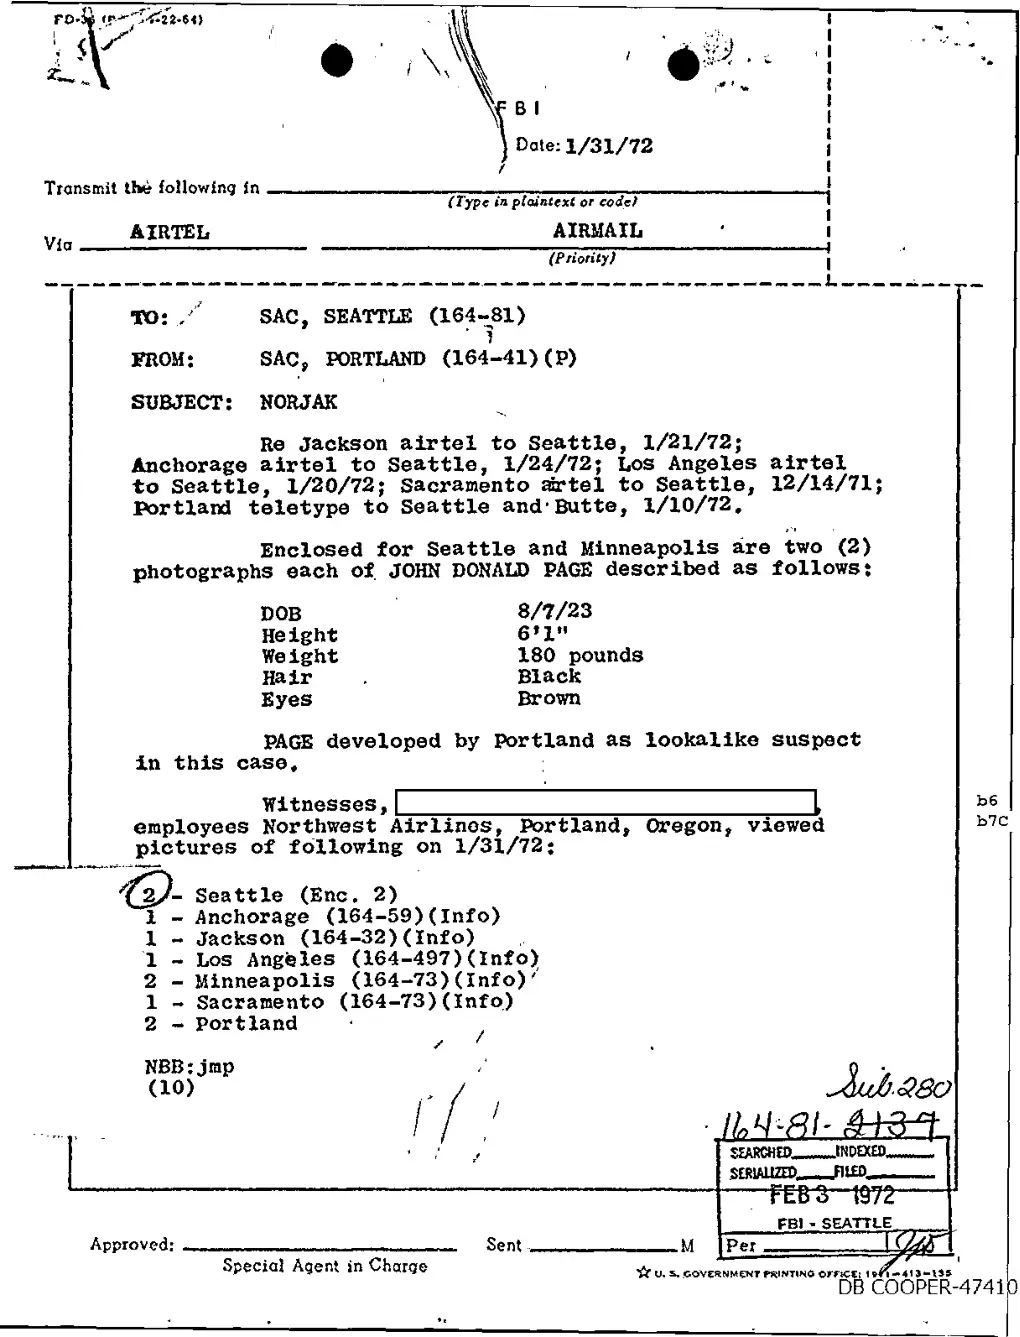 FBI
Date: 1/31/72
Transmit the following in
(Type in plaintext or code)
Via AIRTEL AIRMAIL
(Priority)
TO: SAC, SEATTLE (164-81)
FROM: SAC, PORTLAND (164-41)(P)
SUBJECT: NORJAK
Re Jackson airtel to Seattle, 1/21/72;
Anchorage airtel to Seattle, 1/24/72; Los Angeles airtel
to Seattle, 1/20/72; Sacramento airtel to Seattle, 12/14/71;
Portland teletype to Seattle and Butte, 1/10/72.
Enclosed for Seattle and Minneapolis are two (2)
photographs each of JOHN DONALD PAGE described as follows:
DOB 8/7/23
Height 6'1"
Weight 180 pounds
Hair Black
Eyes Brown
PAGE developed by Portland as lookalike suspect
in this case.
Witnesses, ,
b6
employees Northwest Airlines, Portland, Oregon, viewed
b7C
pictures of following on 1/31/72:
2 - Seattle (Enc. 2)
1 - Anchorage (164-59)(Info)
1 - Jackson (164-32)(Info)
1 - Los Angeles (164-497)(Info)
2 - Minneapolis (164-73)(Info)
1 - Sacramento (164-73)(Info)
2 - Portland
NBB:jmp
(10)
Sub.280
164-81-2137
SEARCHED INDEXED
SERIALIZED FILED
FEB 3 1972
FBI - SEATTLE
Approved: Sent M Per
Special Agent in Charge
☆ U. S. GOVERNMENT PRINTING OFFICE: 1971-413-135
DB COOPER-47410